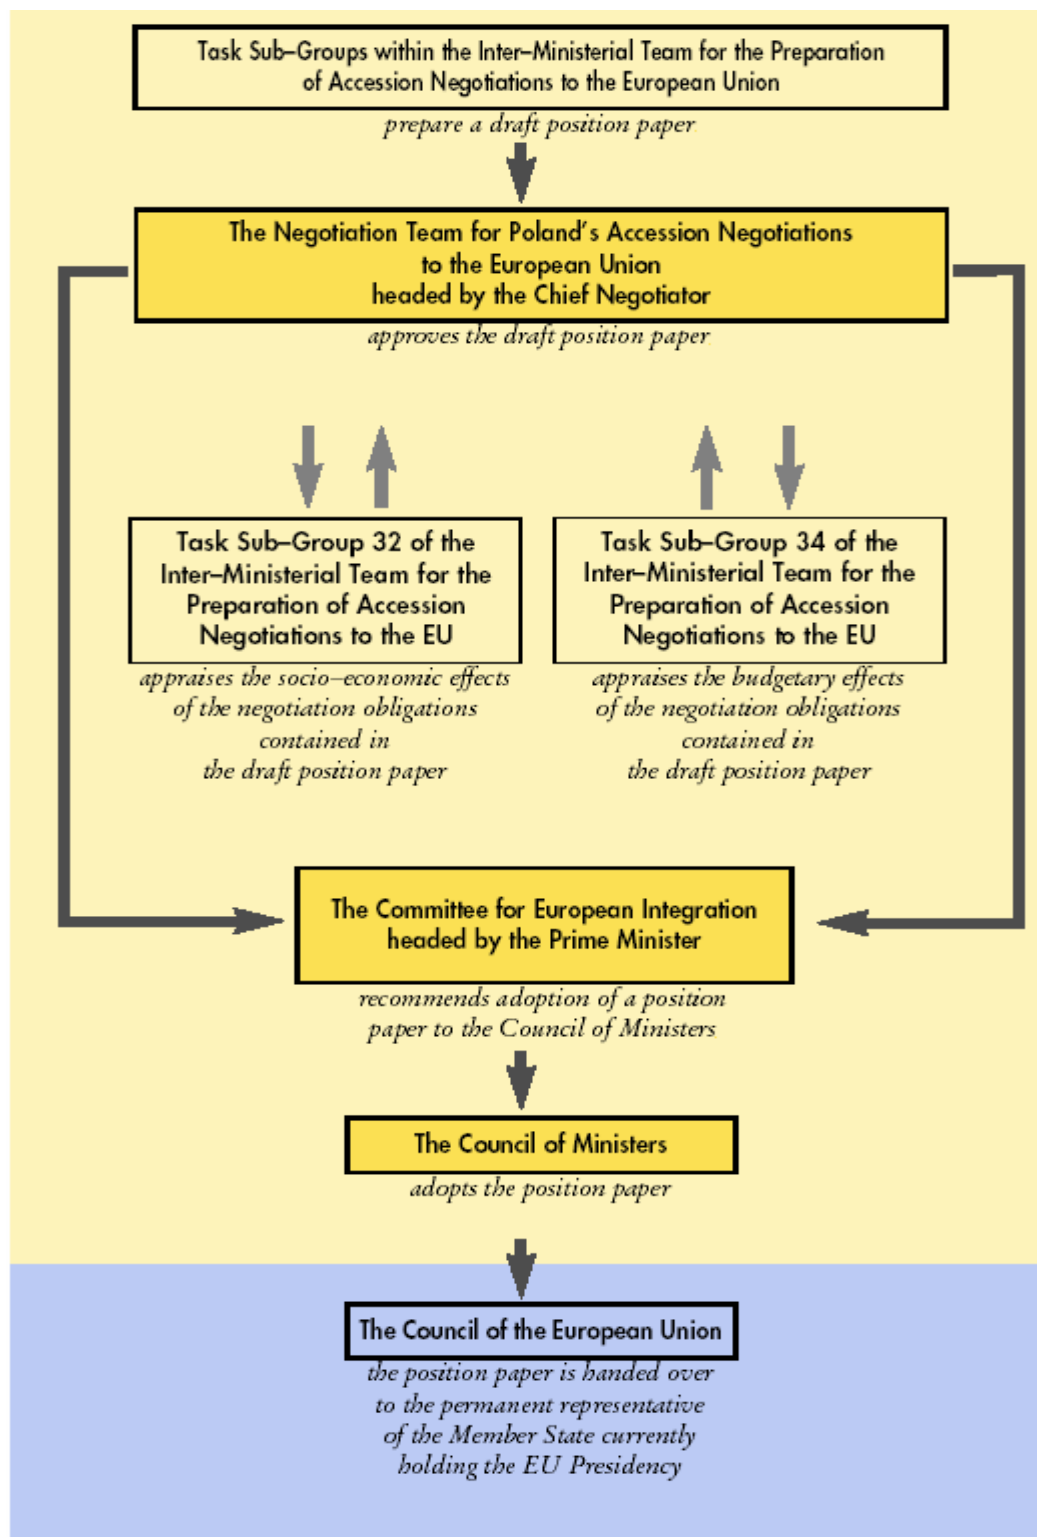 Task Sub–Groups within the Inter–Ministerial Team for the Preparation
of Accession Negotiations to the European Union
prepare a draft position paper
The Negotiation Team for Poland's Accession Negotiations
to the European Union
headed by the Chief Negotiator
approves the draft position paper
Task Sub–Group 32 of the
Inter–Ministerial Team for the
Preparation of Accession
Negotiations to the EU
appraises the socio–economic effects
of the negotiation obligations
contained in
the draft position paper
Task Sub–Group 34 of the
Inter–Ministerial Team for the
Preparation of Accession
Negotiations to the EU
appraises the budgetary effects
of the negotiation obligations
contained in
the draft position paper
The Committee for European Integration
headed by the Prime Minister
recommends adoption of a position
paper to the Council of Ministers
The Council of Ministers
adopts the position paper
The Council of the European Union
the position paper is handed over
to the permanent representative
of the Member State currently
holding the EU Presidency